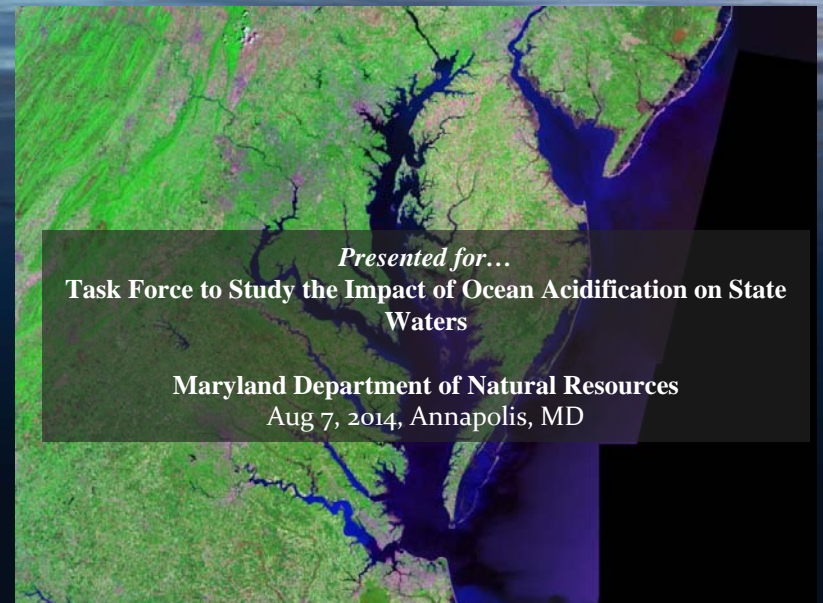 Presented for…
Task Force to Study the Impact of Ocean Acidification on State
Waters
Maryland Department of Natural Resources
Aug 7, 2014, Annapolis, MD